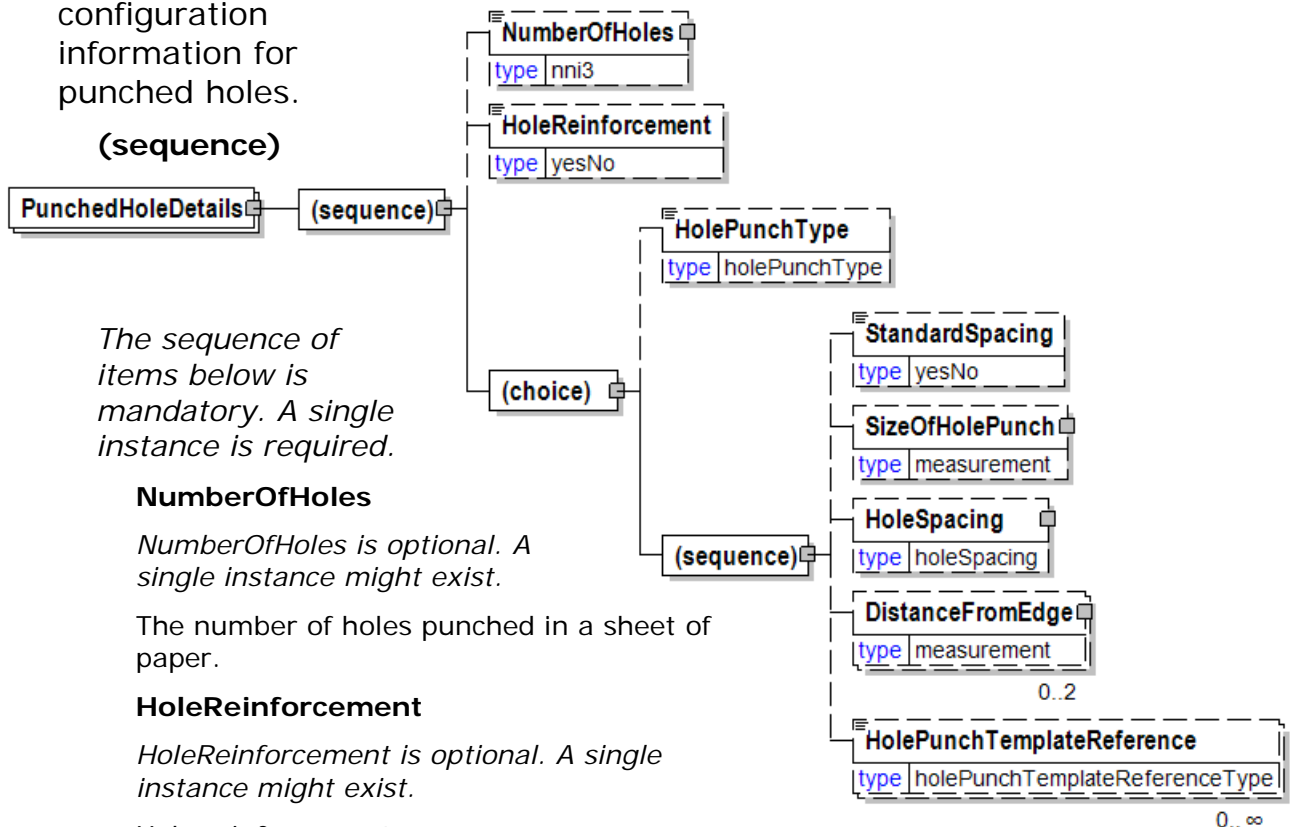 configuration
information for
punched holes.
(sequence)
NumberOfHoles
type nni3
HoleReinforcement
type yesNo
PunchedHoleDetails
(sequence)
HolePunchType
type holePunchType
(choice)
StandardSpacing
type yesNo
SizeOfHolePunch
type measurement
HoleSpacing
type holeSpacing
(sequence)
DistanceFromEdge
type measurement
0..2
HolePunchTemplateReference
type holePunchTemplateReferenceType
0..∞
The sequence of
items below is
mandatory. A single
instance is required.
NumberOfHoles
NumberOfHoles is optional. A
single instance might exist.
The number of holes punched in a sheet of
paper.
HoleReinforcement
HoleReinforcement is optional. A single
instance might exist.